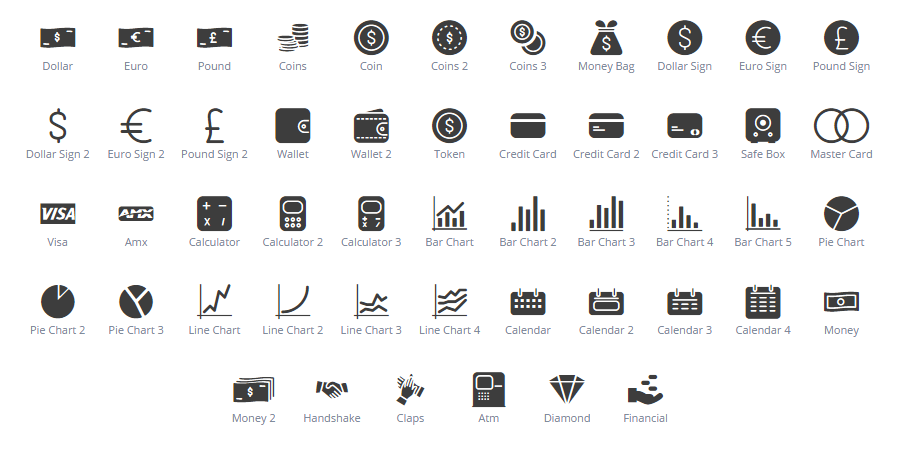 Dollar Euro Pound Coins Coin Coins 2 Coins 3 Money Bag Dollar Sign Euro Sign Pound Sign
Dollar Sign 2 Euro Sign 2 Pound Sign 2 Wallet Wallet 2 Token Credit Card Credit Card 2 Credit Card 3 Safe Box Master Card
VISA AMX
Visa Amx Calculator Calculator 2 Calculator 3 Bar Chart Bar Chart 2 Bar Chart 3 Bar Chart 4 Bar Chart 5 Pie Chart
Pie Chart 2 Pie Chart 3 Line Chart Line Chart 2 Line Chart 3 Line Chart 4 Calendar Calendar 2 Calendar 3 Calendar 4 Money
Money 2 Handshake Claps Atm Diamond Financial